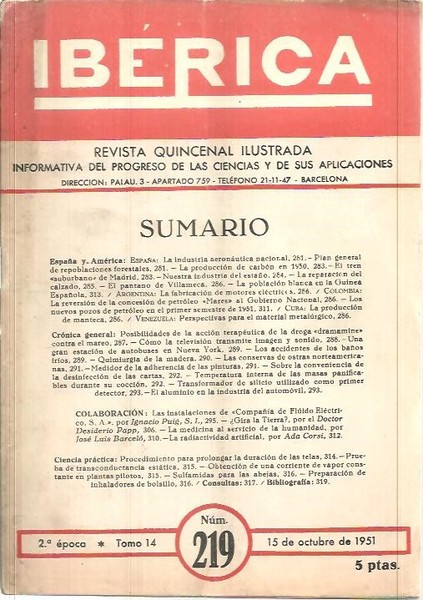 IBÉRICA
REVISTA QUINCENAL ILUSTRADA
INFORMATIVA DEL PROGRESO DE LAS CIENCIAS Y DE SUS APLICACIONES
DIRECCION: PALAU, 3 - APARTADO 759 - TELÉFONO 21-11-47 - BARCELONA
SUMARIO
España y América: ESPAÑA: La industria aeronáutica nacional, 281. — Plan general
de repoblaciones forestales, 281. — La producción de carbón en 1950, 283. — El tren
«suburbano» de Madrid, 283. — Nuestra industria del estaño, 284. — La reparación del
calzado, 285. — El pantano de Villameca, 286. — La población blanca en la Guinea
Española, 313. / ARGENTINA: La fabricación de motores eléctricos, 286. / COLOMBIA:
La reversión de la concesión de petróleo «Mares» al Gobierno Nacional, 286. — Los
nuevos pozos de petróleo en el primer semestre de 1951, 311. / CUBA: La producción
de manteca, 286. / VENEZUELA: Perspectivas para el material metalúrgico, 286.
Crónica general: Posibilidades de la acción terapéutica de la droga «dramamine»
contra el mareo, 287. — Cómo la televisión transmite imagen y sonido, 288. — Una
gran estación de autobuses en Nueva York, 289. — Los accidentes de los baños
fríos, 289. — Quimiurgia de la madera, 290. — Las conservas de ostras norteamerica-
nas, 291. — Medidor de la adherencia de las pinturas, 291. — Sobre la conveniencia de
la desinfección de las cartas, 292. — Temperatura interna de las masas panifica-
bles durante su cocción, 292. — Transformador de silicio utilizado como primer
detector, 293. — El aluminio en la industria del automóvil, 293.
COLABORACIÓN: Las instalaciones de «Compañía de Flúido Eléctri-
co, S. A.», por Ignacio Puig, S. I., 295. — ¿Gira la Tierra?, por el Doctor
Desiderio Papp, 306. — La medicina al servicio de la humanidad, por
José Luis Barceló, 310. — La radiactividad artificial, por Ada Corsi, 312.
Ciencia práctica: Procedimiento para prolongar la duración de las telas, 314. — Prue-
ba de transconductancia estática, 315. — Obtención de una corriente de vapor cons-
tante en plantas pilotos, 315. — Sulfamidas para las abejas, 316. — Preparación de
inhaladores de bolsillo, 316. / Consultas: 317. / Bibliografía: 319.
2.ª época * Tomo 14
Núm.
219
15 de octubre de 1951
5 ptas.